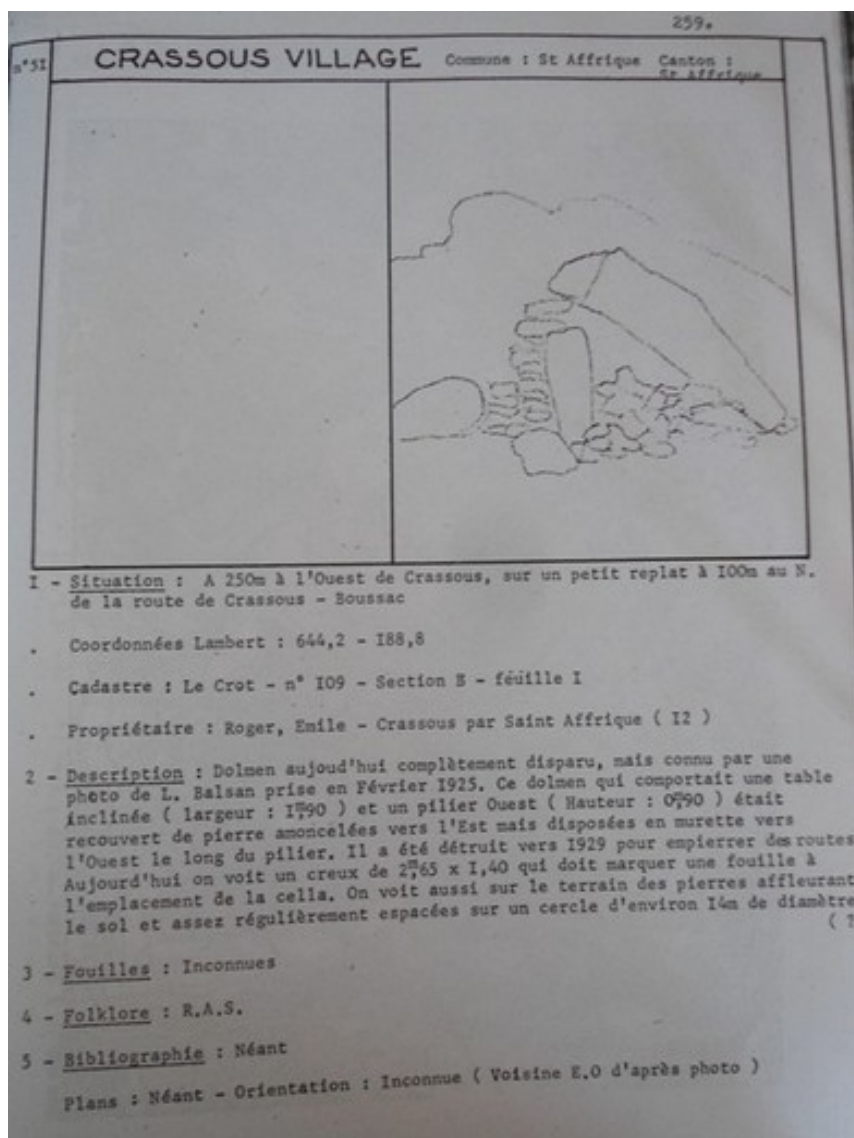 259.
n°5I CRASSOUS VILLAGE Commune : St Affrique Canton :
St Affrique
I - Situation : A 250m à l'Ouest de Crassous, sur un petit replat à I00m au N.
de la route de Crassous - Boussac
. Coordonnées Lambert : 644,2 - I88,8
. Cadastre : Le Crot - n° I09 - Section B - feuille I
. Propriétaire : Roger, Emile - Crassous par Saint Affrique ( I2 )
2 - Description : Dolmen aujoud'hui complètement disparu, mais connu par une
photo de L. Balsan prise en Février I925. Ce dolmen qui comportait une table
inclinée ( largeur : Im90 ) et un pilier Ouest ( Hauteur : 0m90 ) était
recouvert de pierre amoncelées vers l'Est mais disposées en murette vers
l'Ouest le long du pilier. Il a été détruit vers I929 pour empierrer des routes
Aujourd'hui on voit un creux de 2m,65 x I,40 qui doit marquer une fouille à
l'emplacement de la cella. On voit aussi sur le terrain des pierres affleurant
le sol et assez régulièrement espacées sur un cercle d'environ I4m de diamètre
( ?
3 - Fouilles : Inconnues
4 - Folklore : R.A.S.
5 - Bibliographie : Néant
Plans : Néant - Orientation : Inconnue ( Voisine E.O d'après photo )